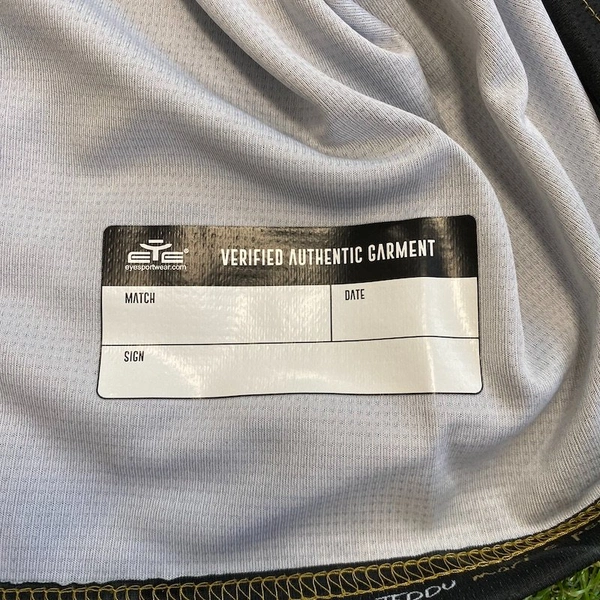 EYE®
eyesportwear.com
VERIFIED AUTHENTIC GARMENT
MATCH
DATE
SIGN